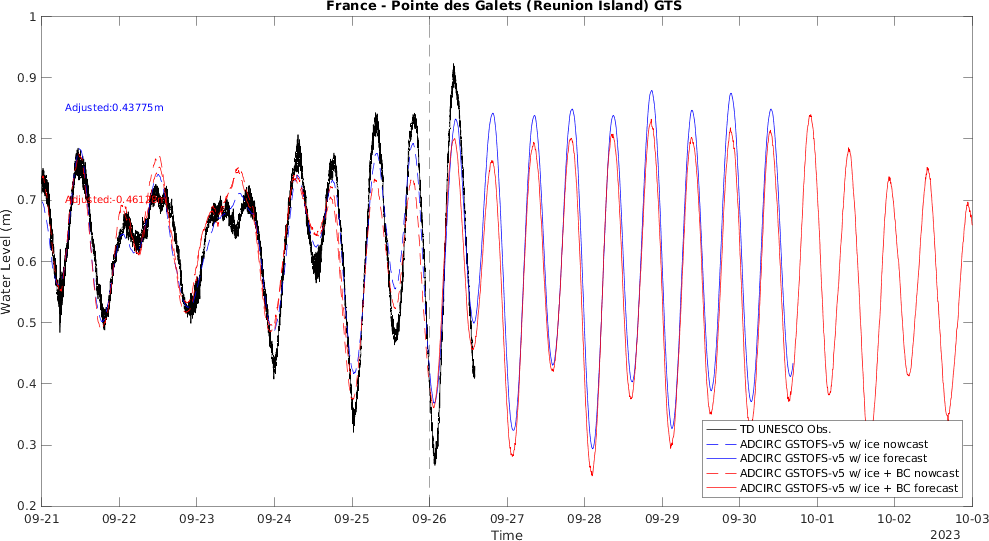 France - Pointe des Galets (Reunion Island) GTS
1
0.9
0.8
0.7
0.6
0.5
0.4
0.3
0.2
Water Level (m)
Adjusted:0.43775m
Adjusted:-0.461
TD UNESCO Obs.
ADCIRC GSTOFS-v5 w/ ice nowcast
ADCIRC GSTOFS-v5 w/ ice forecast
ADCIRC GSTOFS-v5 w/ ice + BC nowcast
ADCIRC GSTOFS-v5 w/ ice + BC forecast
09-21 09-22 09-23 09-24 09-25 09-26 09-27 09-28 09-29 09-30 10-01 10-02 10-03
Time
2023